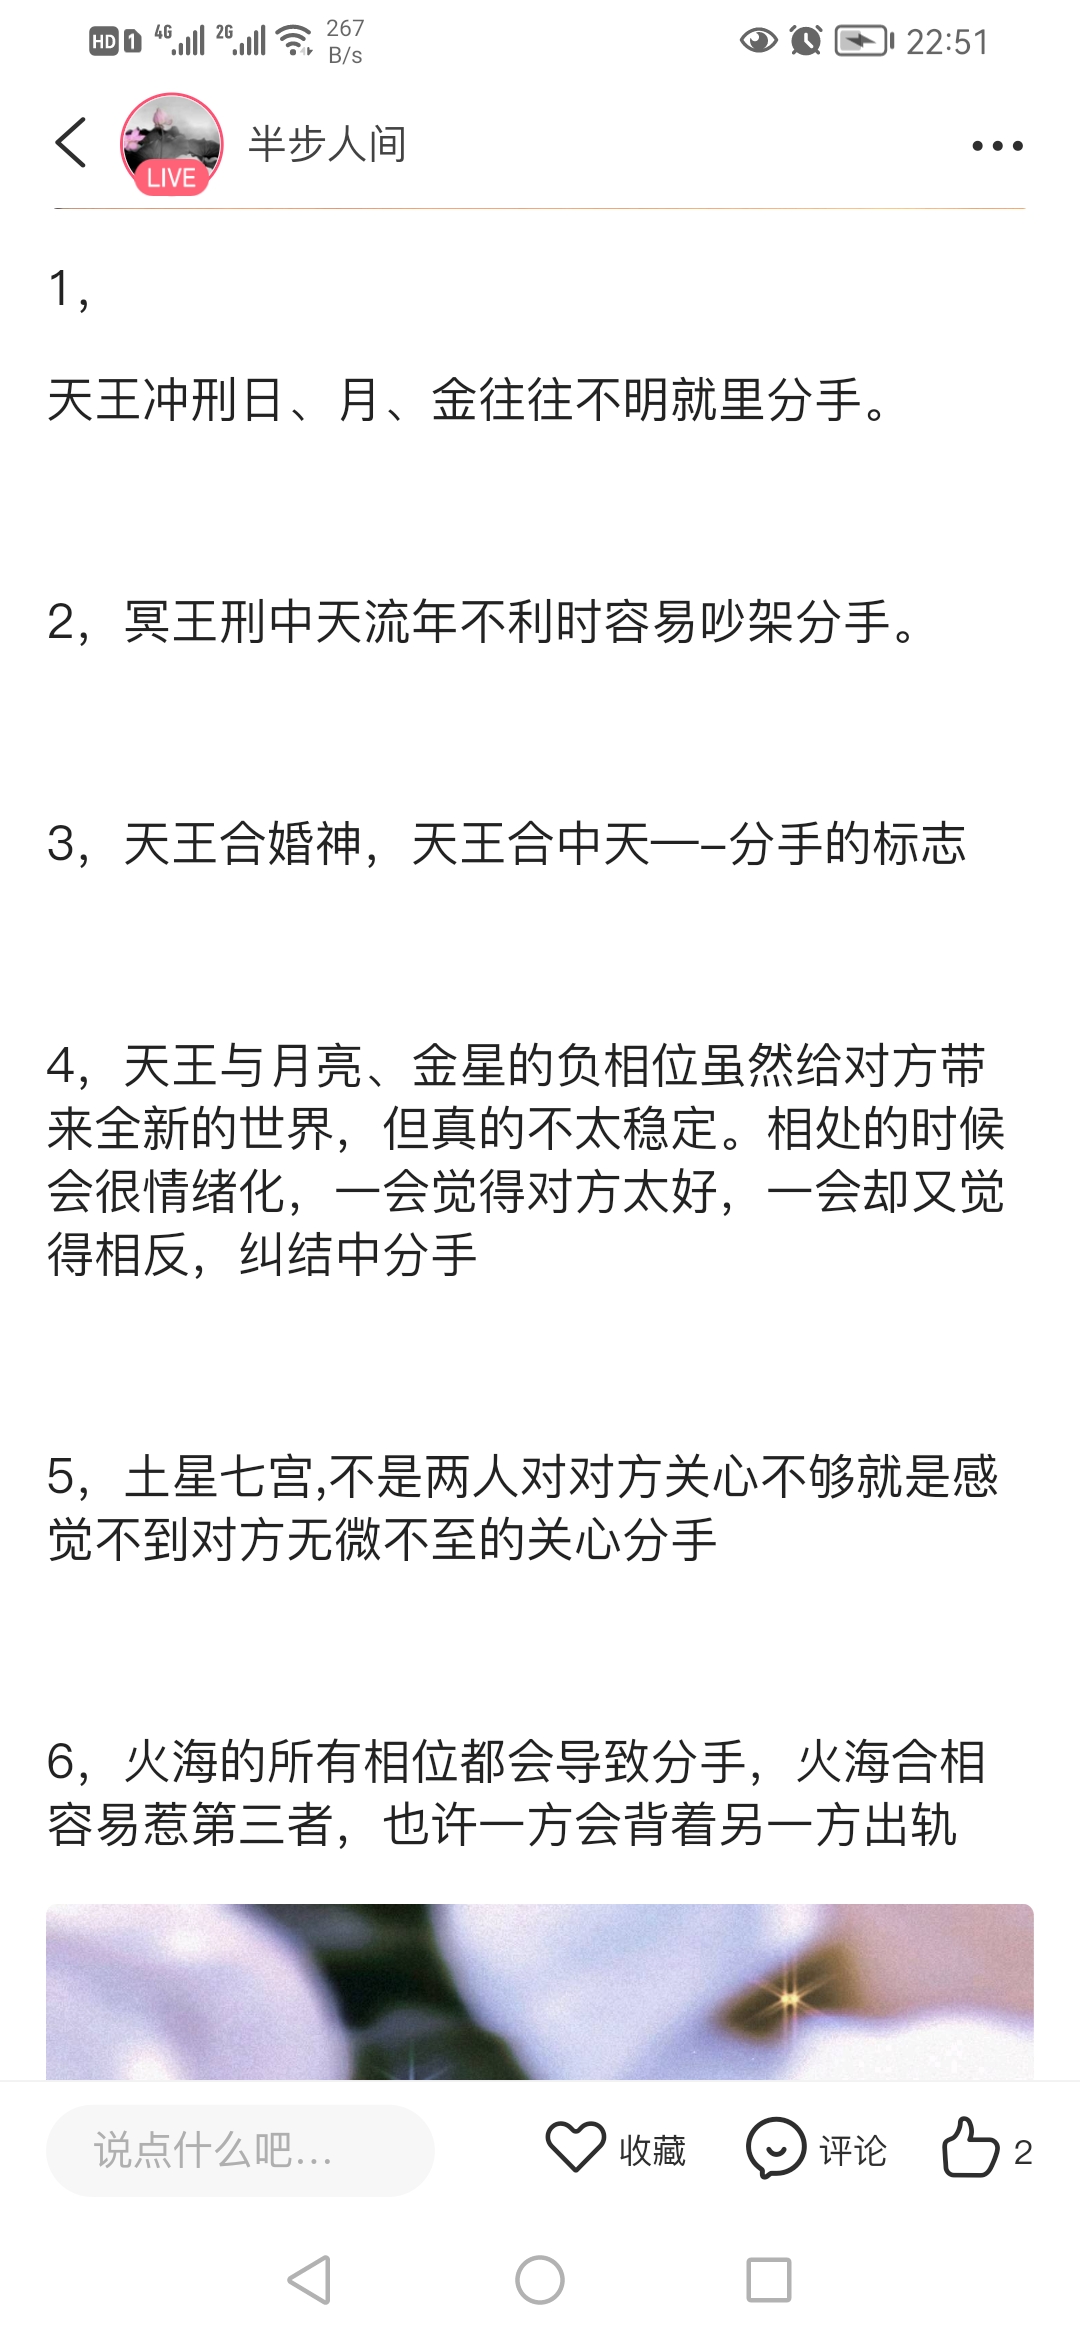 HD 1 4G 2G 267 B/s 22:51
半步人间
LIVE
1，
天王冲刑日、月、金往往不明就里分手。
2，冥王刑中天流年不利时容易吵架分手。
3，天王合婚神，天王合中天—–分手的标志
4，天王与月亮、金星的负相位虽然给对方带
来全新的世界，但真的不太稳定。相处的时候
会很情绪化，一会觉得对方太好，一会却又觉
得相反，纠结中分手
5，土星七宫,不是两人对对方关心不够就是感
觉不到对方无微不至的关心分手
6，火海的所有相位都会导致分手，火海合相
容易惹第三者，也许一方会背着另一方出轨
说点什么吧... 收藏 评论 2